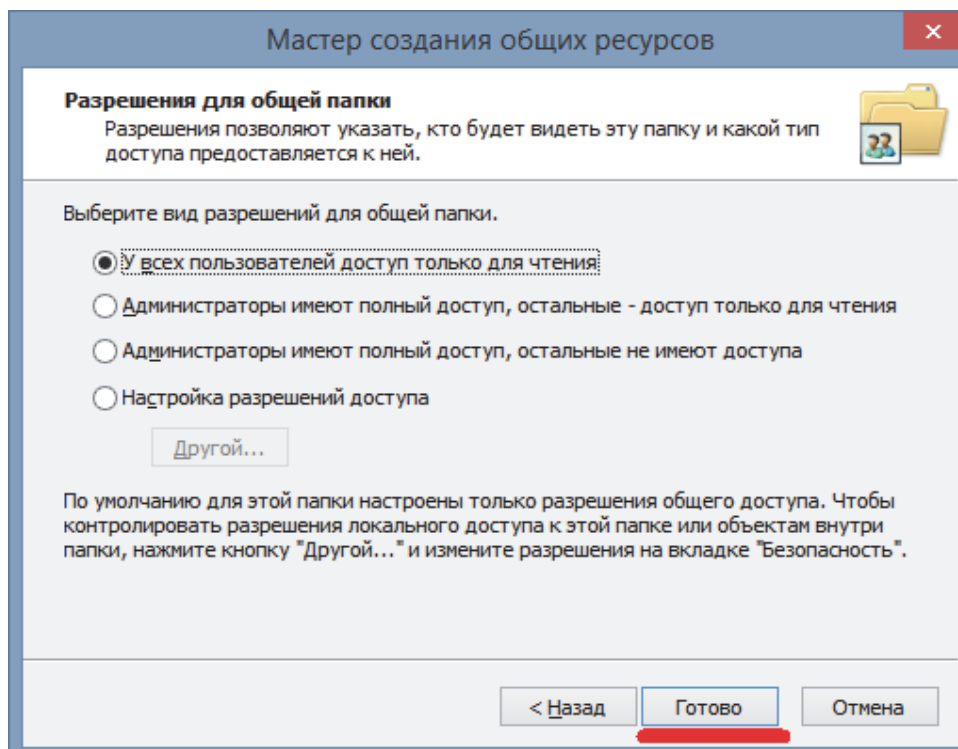 Мастер создания общих ресурсов
Разрешения для общей папки
Разрешения позволяют указать, кто будет видеть эту папку и какой тип
доступа предоставляется к ней.
Выберите вид разрешений для общей папки.
У всех пользователей доступ только для чтения
Администраторы имеют полный доступ, остальные - доступ только для чтения
Администраторы имеют полный доступ, остальные не имеют доступа
Настройка разрешений доступа
Другой...
По умолчанию для этой папки настроены только разрешения общего доступа. Чтобы
контролировать разрешения локального доступа к этой папке или объектам внутри
папки, нажмите кнопку "Другой..." и измените разрешения на вкладке "Безопасность".
< Назад
Готово
Отмена